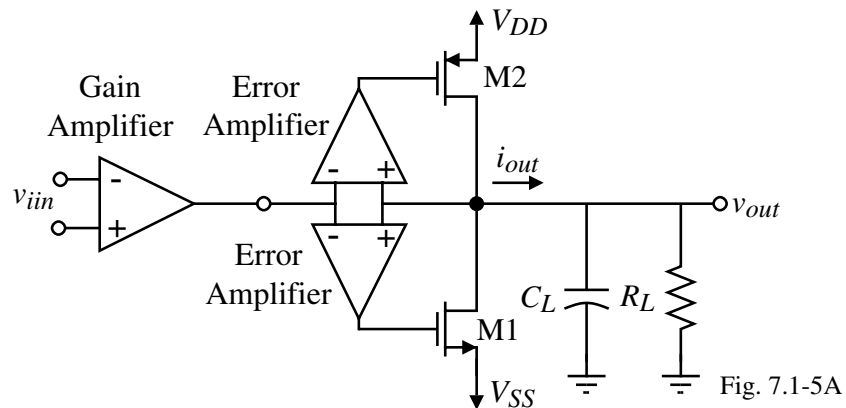 V_DD
M2
Gain
Amplifier
Error
Amplifier
i_out
v_iin
-
+
-
+
v_out
-
+
Error
Amplifier
C_L
R_L
M1
V_SS
Fig. 7.1-5A